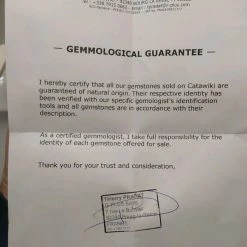 — GEMMOLOGICAL GUARANTEE —
I hereby certify that all our gemstones sold on Catawiki are
guaranteed of natural origin. Their respective identity has
been verified with our specific gemologist's identification
tools and all gemstones are in accordance with their
description.
As a certified gemmologist, I take full responsibility for the
identity of each gemstone offered for sale.
Thank you for your trust and consideration,
Thierry PRADAT